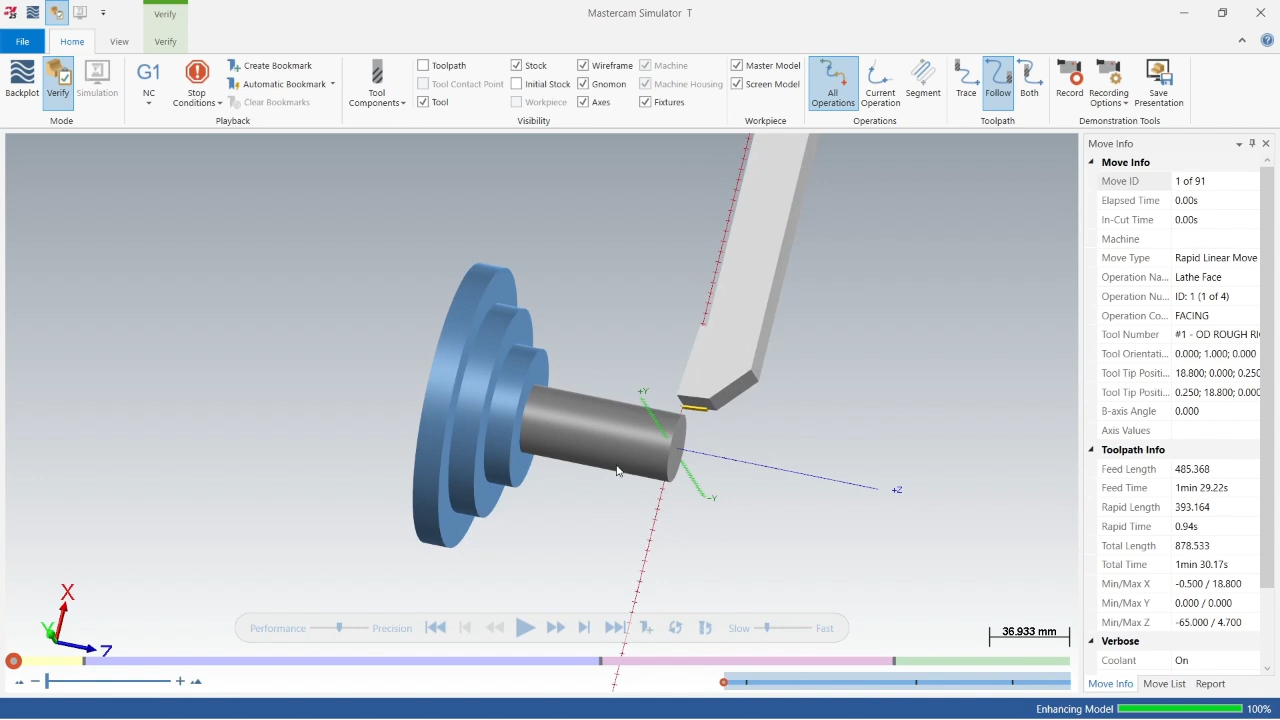 Verify
Mastercam Simulator T
File
Home
View
Verify
Backplot
Verify
Simulation
Mode
G1
NC
Stop
Conditions
Create Bookmark
Automatic Bookmark
Clear Bookmarks
Playback
Tool
Components
Toolpath
Tool Contact Point
Tool
Stock
Initial Stock
Workpiece
Wireframe
Gnomon
Axes
Machine
Machine Housing
Fixtures
Visibility
Master Model
Screen Model
Workpiece
All
Operations
Current
Operation
Segment
Operations
Trace
Follow
Both
Toolpath
Record
Recording
Options
Save
Presentation
Demonstration Tools
+Y
-Y
+Z
X
Y
Z
Performance
Precision
Slow
Fast
36.933 mm
Move Info
Move Info
Move ID 1 of 91
Elapsed Time 0.00s
In-Cut Time 0.00s
Machine
Move Type Rapid Linear Move
Operation Na... Lathe Face
Operation Nu... ID: 1 (1 of 4)
Operation Co... FACING
Tool Number #1 - OD ROUGH RI
Tool Orientati... 0.000; 1.000; 0.000
Tool Tip Positi... 18.800; 0.000; 0.250
Tool Tip Positi... 0.250; 18.800; 0.000
B-axis Angle 0.000
Axis Values
Toolpath Info
Feed Length 485.368
Feed Time 1min 29.22s
Rapid Length 393.164
Rapid Time 0.94s
Total Length 878.533
Total Time 1min 30.17s
Min/Max X -0.500 / 18.800
Min/Max Y 0.000 / 0.000
Min/Max Z -65.000 / 4.700
Verbose
Coolant On
Move Info
Move List
Report
Enhancing Model 100%